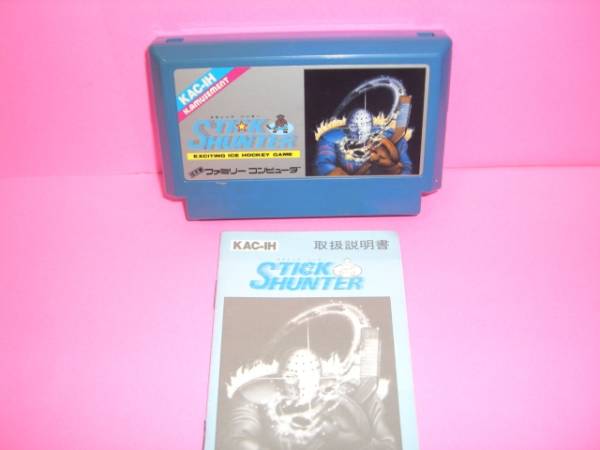 KAC-IH
K.AMUSEMENT
STICK
HUNTER
EXCITING ICE HOCKEY GAME
ファミリー コンピュータ
KAC-IH
取扱説明書
STICK
HUNTER